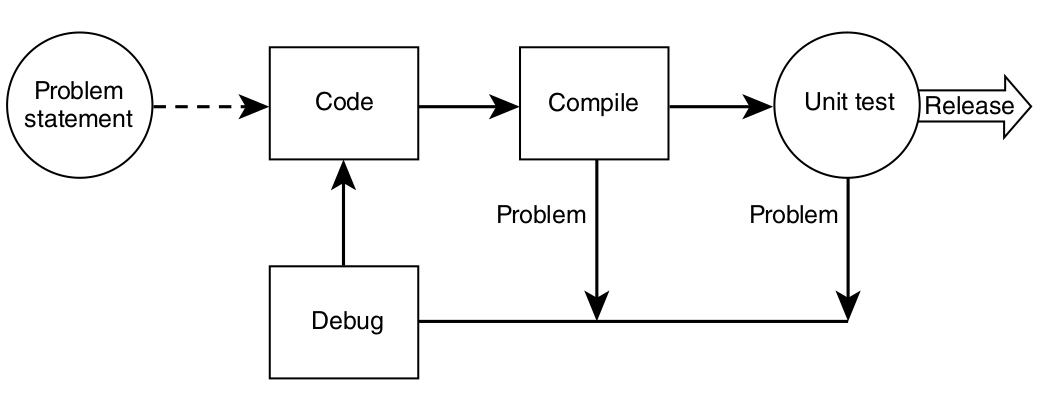 Problem
statement
Code
Compile
Unit test
Release
Problem
Problem
Debug